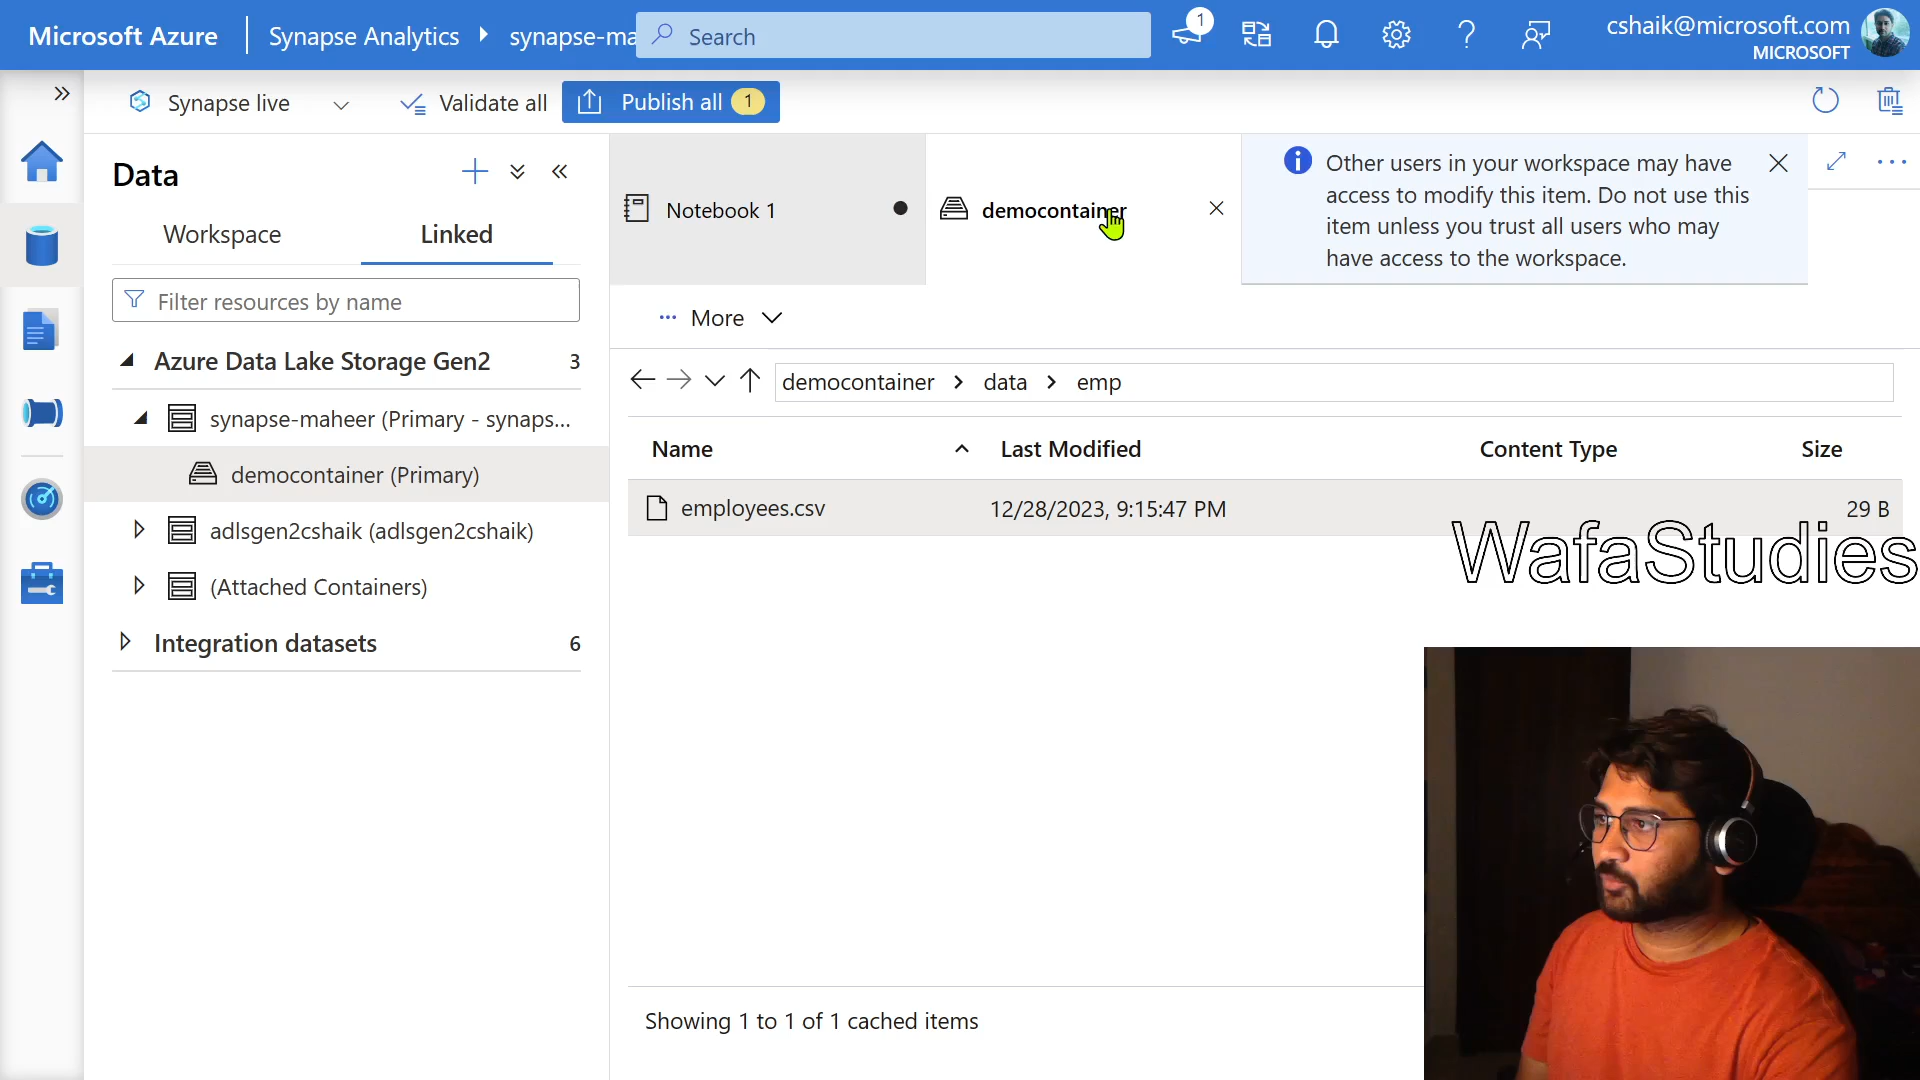 Microsoft Azure
Synapse Analytics
synapse-ma
Search
1
cshaik@microsoft.com
MICROSOFT
Synapse live
Validate all
Publish all 1
Data
Workspace
Linked
Filter resources by name
Azure Data Lake Storage Gen2 3
synapse-maheer (Primary - synaps...
democontainer (Primary)
adlsgen2cshaik (adlsgen2cshaik)
(Attached Containers)
Integration datasets 6
Notebook 1
democontainer
Other users in your workspace may have
access to modify this item. Do not use this
item unless you trust all users who may
have access to the workspace.
More
democontainer > data > emp
Name Last Modified Content Type Size
employees.csv 12/28/2023, 9:15:47 PM 29 B
WafaStudies
Showing 1 to 1 of 1 cached items